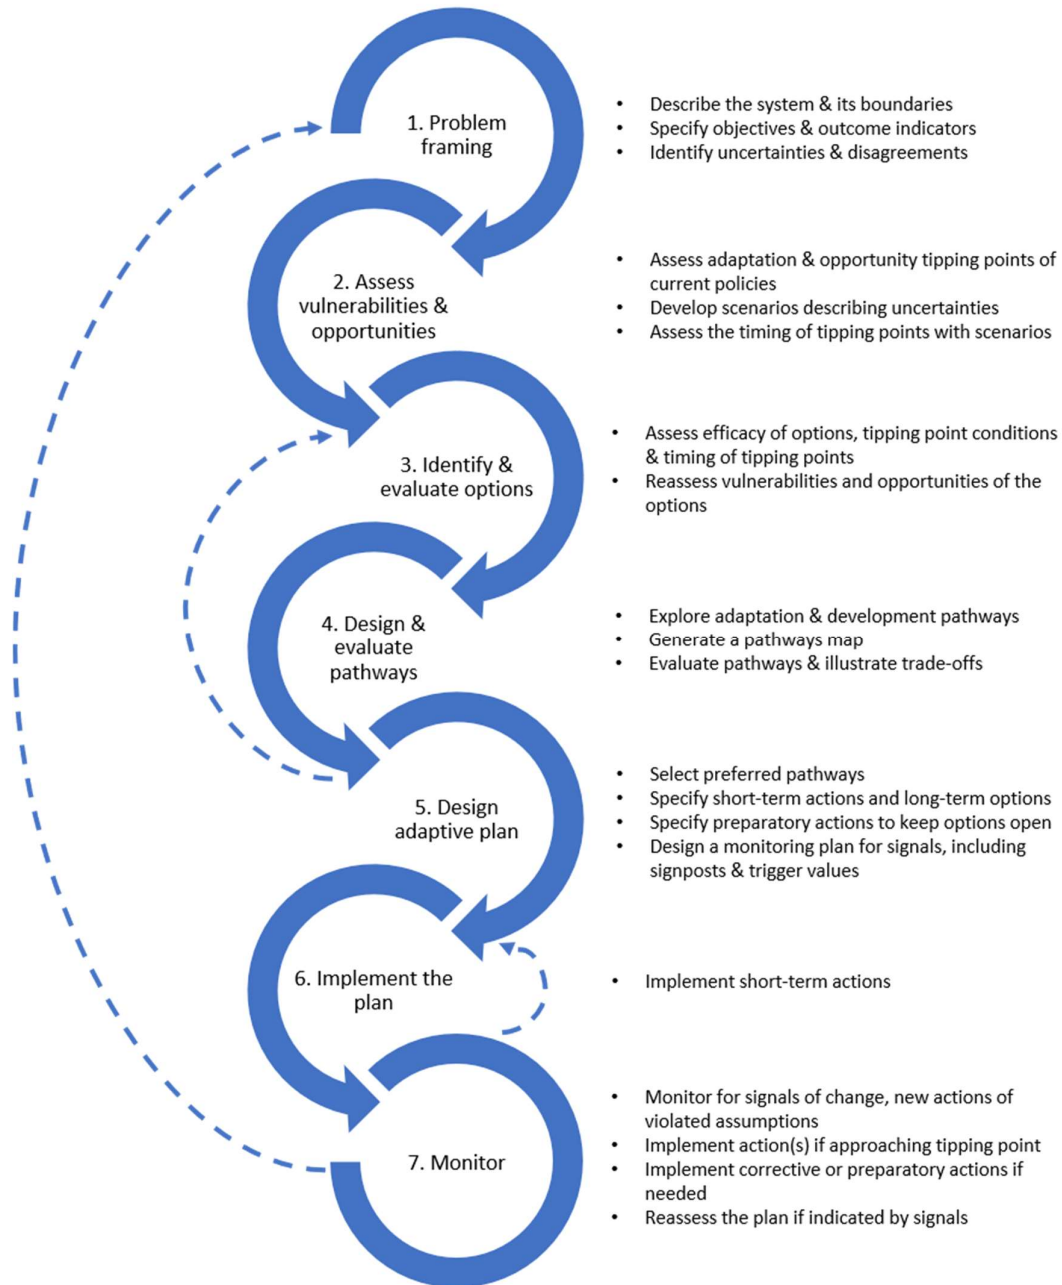 1. Problem
framing
• Describe the system & its boundaries
• Specify objectives & outcome indicators
• Identify uncertainties & disagreements
2. Assess
vulnerabilities &
opportunities
• Assess adaptation & opportunity tipping points of
current policies
• Develop scenarios describing uncertainties
• Assess the timing of tipping points with scenarios
3. Identify &
evaluate options
• Assess efficacy of options, tipping point conditions
& timing of tipping points
• Reassess vulnerabilities and opportunities of the
options
4. Design &
evaluate
pathways
• Explore adaptation & development pathways
• Generate a pathways map
• Evaluate pathways & illustrate trade-offs
5. Design
adaptive plan
• Select preferred pathways
• Specify short-term actions and long-term options
• Specify preparatory actions to keep options open
• Design a monitoring plan for signals, including
signposts & trigger values
6. Implement the
plan
• Implement short-term actions
7. Monitor
• Monitor for signals of change, new actions of
violated assumptions
• Implement action(s) if approaching tipping point
• Implement corrective or preparatory actions if
needed
• Reassess the plan if indicated by signals